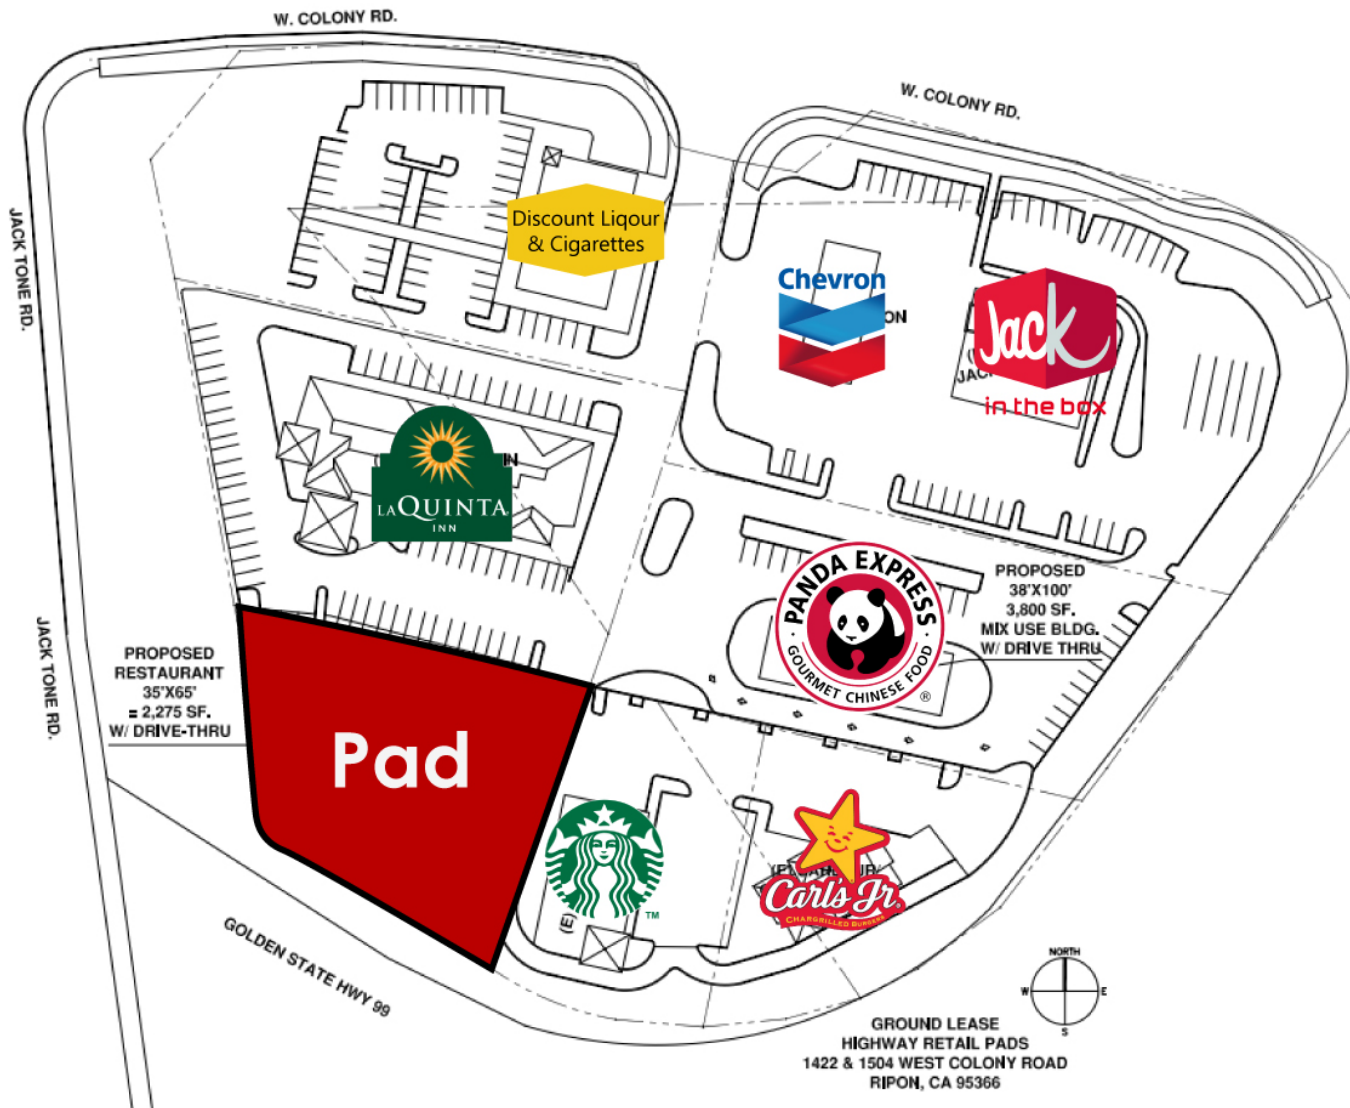 W. COLONY RD.
W. COLONY RD.
JACK TONE RD.
Discount Liqour
& Cigarettes
Chevron
ON
Jack
in the box
JAC
LAQUINTA
INN
IN
PANDA EXPRESS
GOURMET CHINESE FOOD
®
PROPOSED
38'X100'
3,800 SF.
MIX USE BLDG.
W/ DRIVE THRU
JACK TONE RD.
PROPOSED
RESTAURANT
35'X65'
= 2,275 SF.
W/ DRIVE-THRU
Pad
TM
(E)
Carl's Jr.
CHARGRILLED BURGERS
GOLDEN STATE HWY 99
NORTH
W
E
S
GROUND LEASE
HIGHWAY RETAIL PADS
1422 & 1504 WEST COLONY ROAD
RIPON, CA 95366